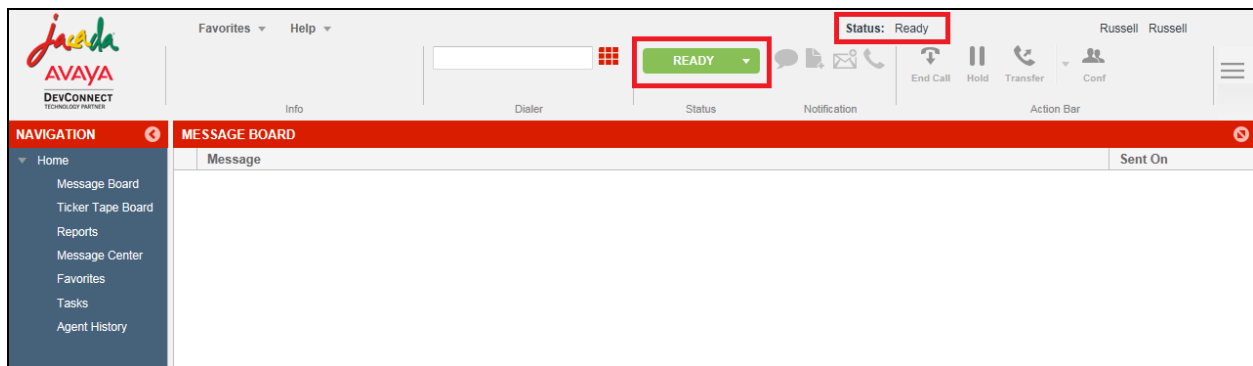 jacada
AVAYA
DEVCONNECT
TECHNOLOGY PARTNER
Favorites Help
Status: Ready
Russell Russell
READY
End Call Hold Transfer Conf
Info Dialer Status Notification Action Bar
NAVIGATION
MESSAGE BOARD
Home
Message Sent On
Message Board
Ticker Tape Board
Reports
Message Center
Favorites
Tasks
Agent History